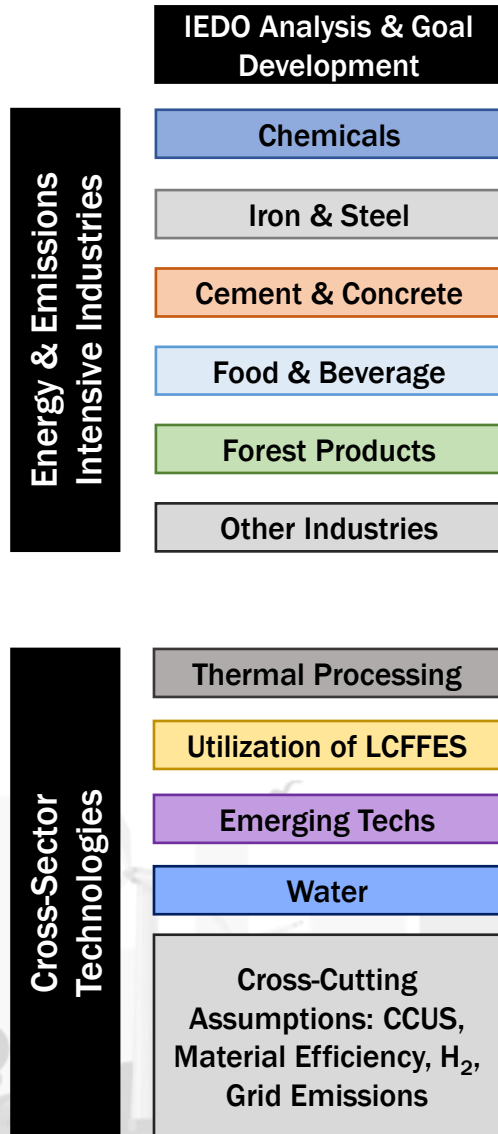 IEDO Analysis & Goal
Development
Energy & Emissions
Intensive Industries
Chemicals
Iron & Steel
Cement & Concrete
Food & Beverage
Forest Products
Other Industries
Cross-Sector
Technologies
Thermal Processing
Utilization of LCFFES
Emerging Techs
Water
Cross-Cutting
Assumptions: CCUS,
Material Efficiency, H₂,
Grid Emissions